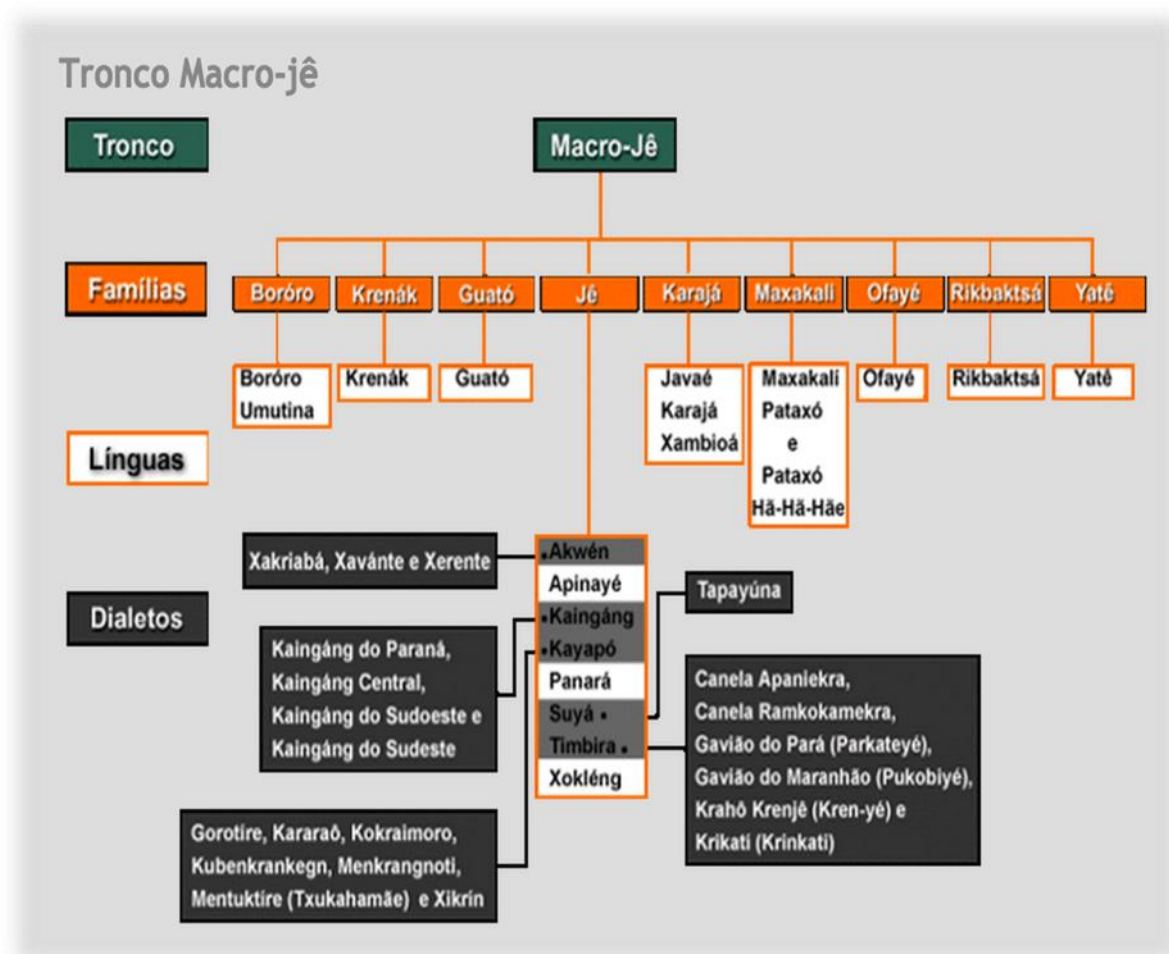 Tronco Macro-jê
Tronco
Macro-Jê
Famílias
Boróro
Krenák
Guató
Jê
Karajá
Maxakali
Ofayé
Rikbaktsá
Yatê
Línguas
Boróro
Umutina
Krenák
Guató
Javaé
Karajá
Xambioá
Maxakalí
Pataxó
e
Pataxó
Hã-Hã-Hãe
Ofayé
Rikbaktsá
Yatê
Dialetos
Xakriabá, Xavánte e Xerente
•Akwén
Apinayé
•Kaingáng
•Kayapó
Panará
Suyá •
Timbira •
Xokléng
Tapayúna
Kaingáng do Paraná,
Kaingáng Central,
Kaingáng do Sudoeste e
Kaingáng do Sudeste
Canela Apaniekra,
Canela Ramkokamekra,
Gavião do Pará (Parkateyé),
Gavião do Maranhão (Pukobiyé),
Krahô Krenjê (Kren-yé) e
Krikatí (Krinkati)
Gorotíre, Kararaô, Kokraimoro,
Kubenkrankegn, Menkrangnoti,
Mentuktíre (Txukahamãe) e Xikrin